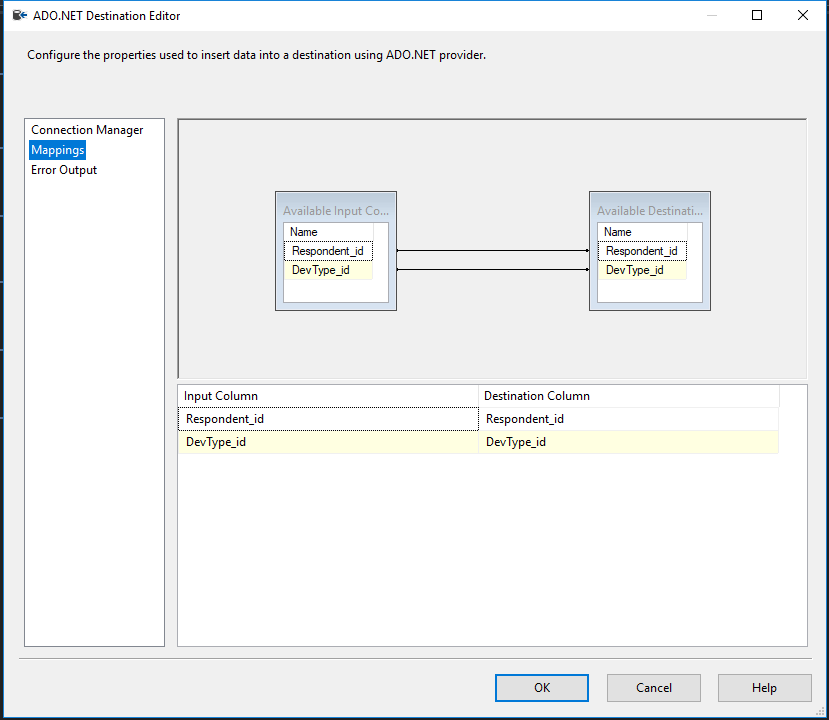 ADO.NET Destination Editor
Configure the properties used to insert data into a destination using ADO.NET provider.
Connection Manager
Mappings
Error Output
Available Input Co...
Name
Respondent_id
DevType_id
Available Destinati...
Name
Respondent_id
DevType_id
Input Column Destination Column
Respondent_id Respondent_id
DevType_id DevType_id
OK Cancel Help